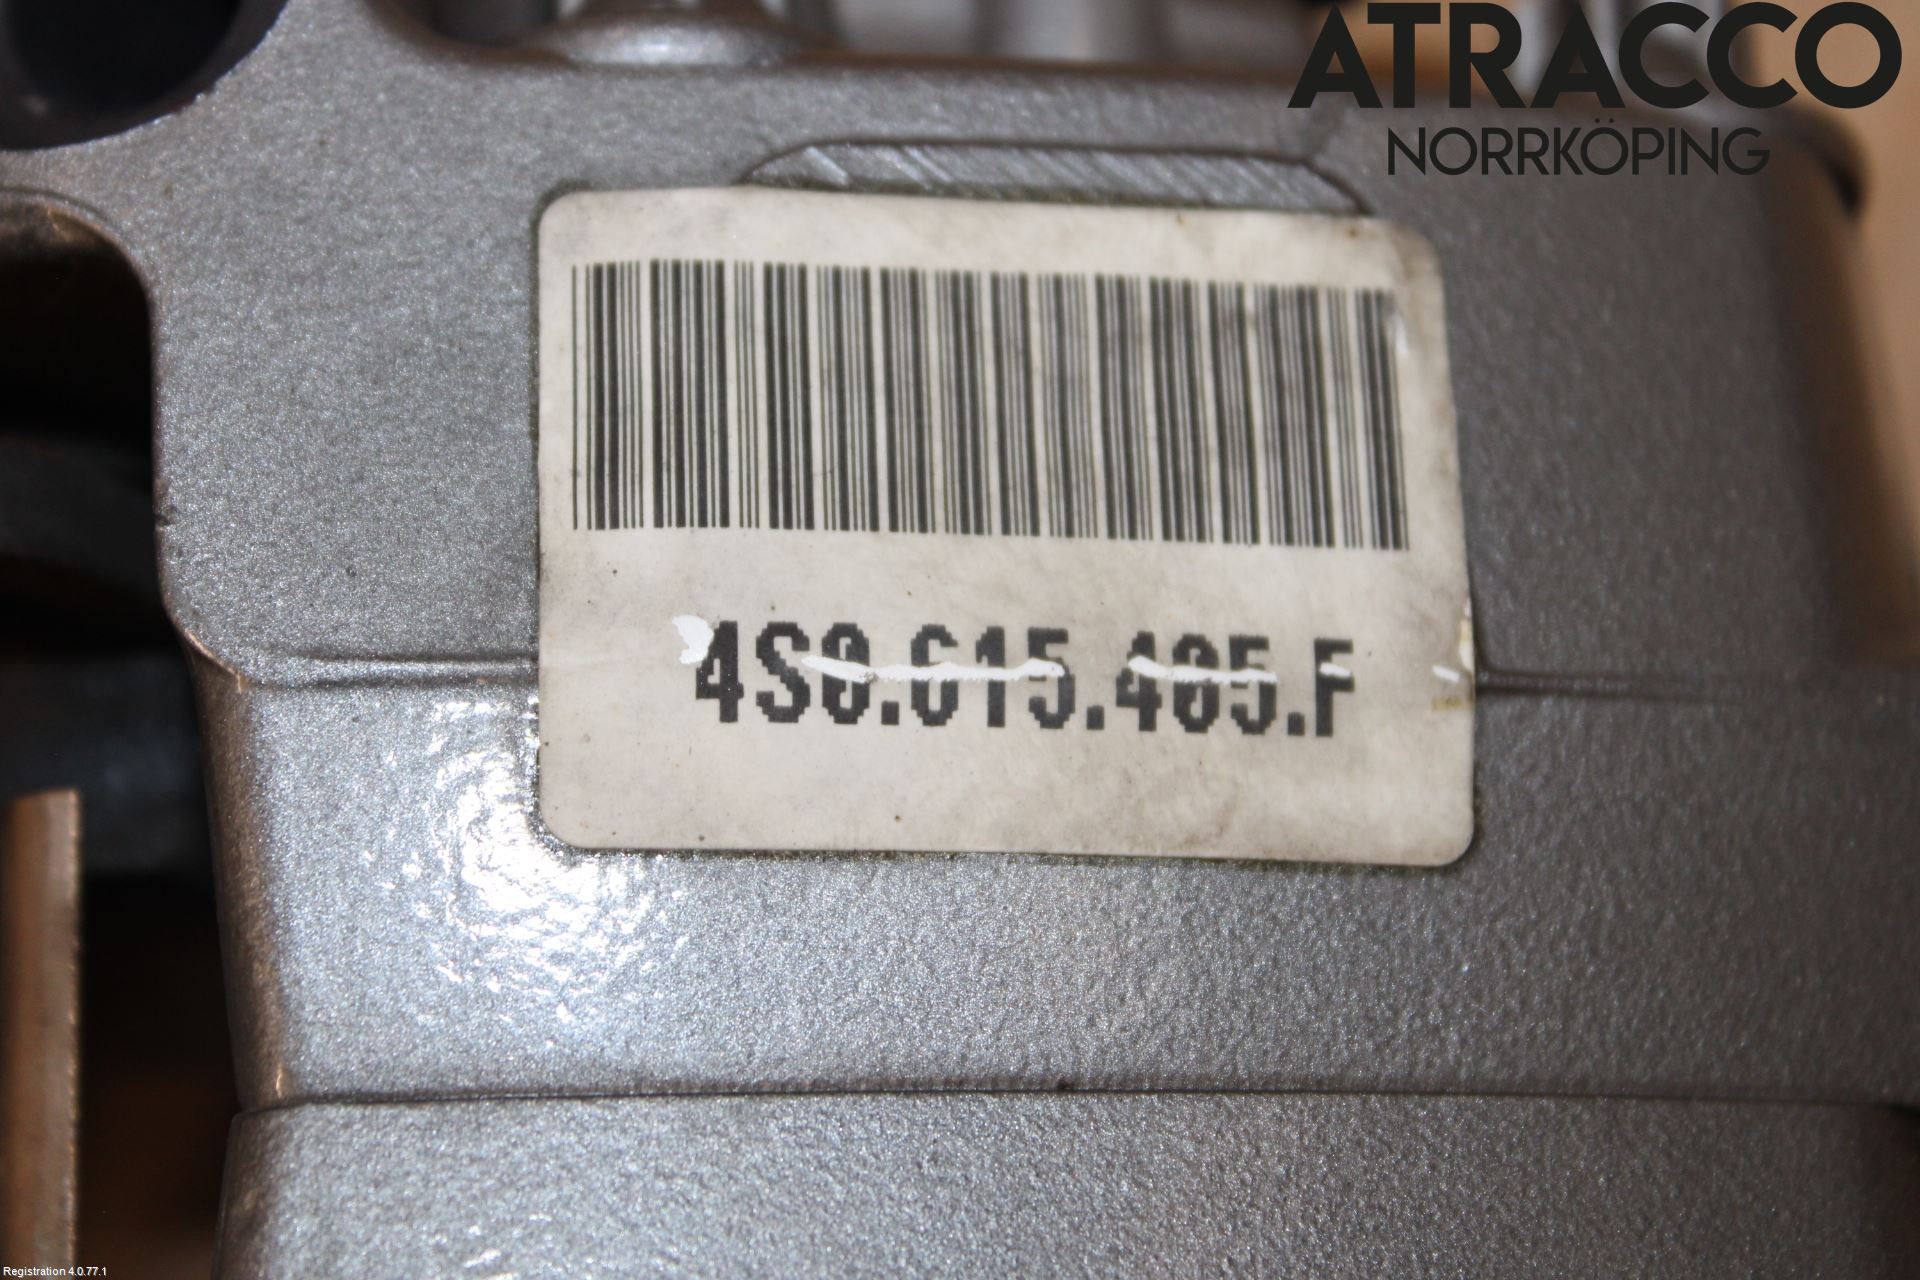 ATRACCO
NORRKÖPING
4S0.615.405.F
Registration 4.0.77.1